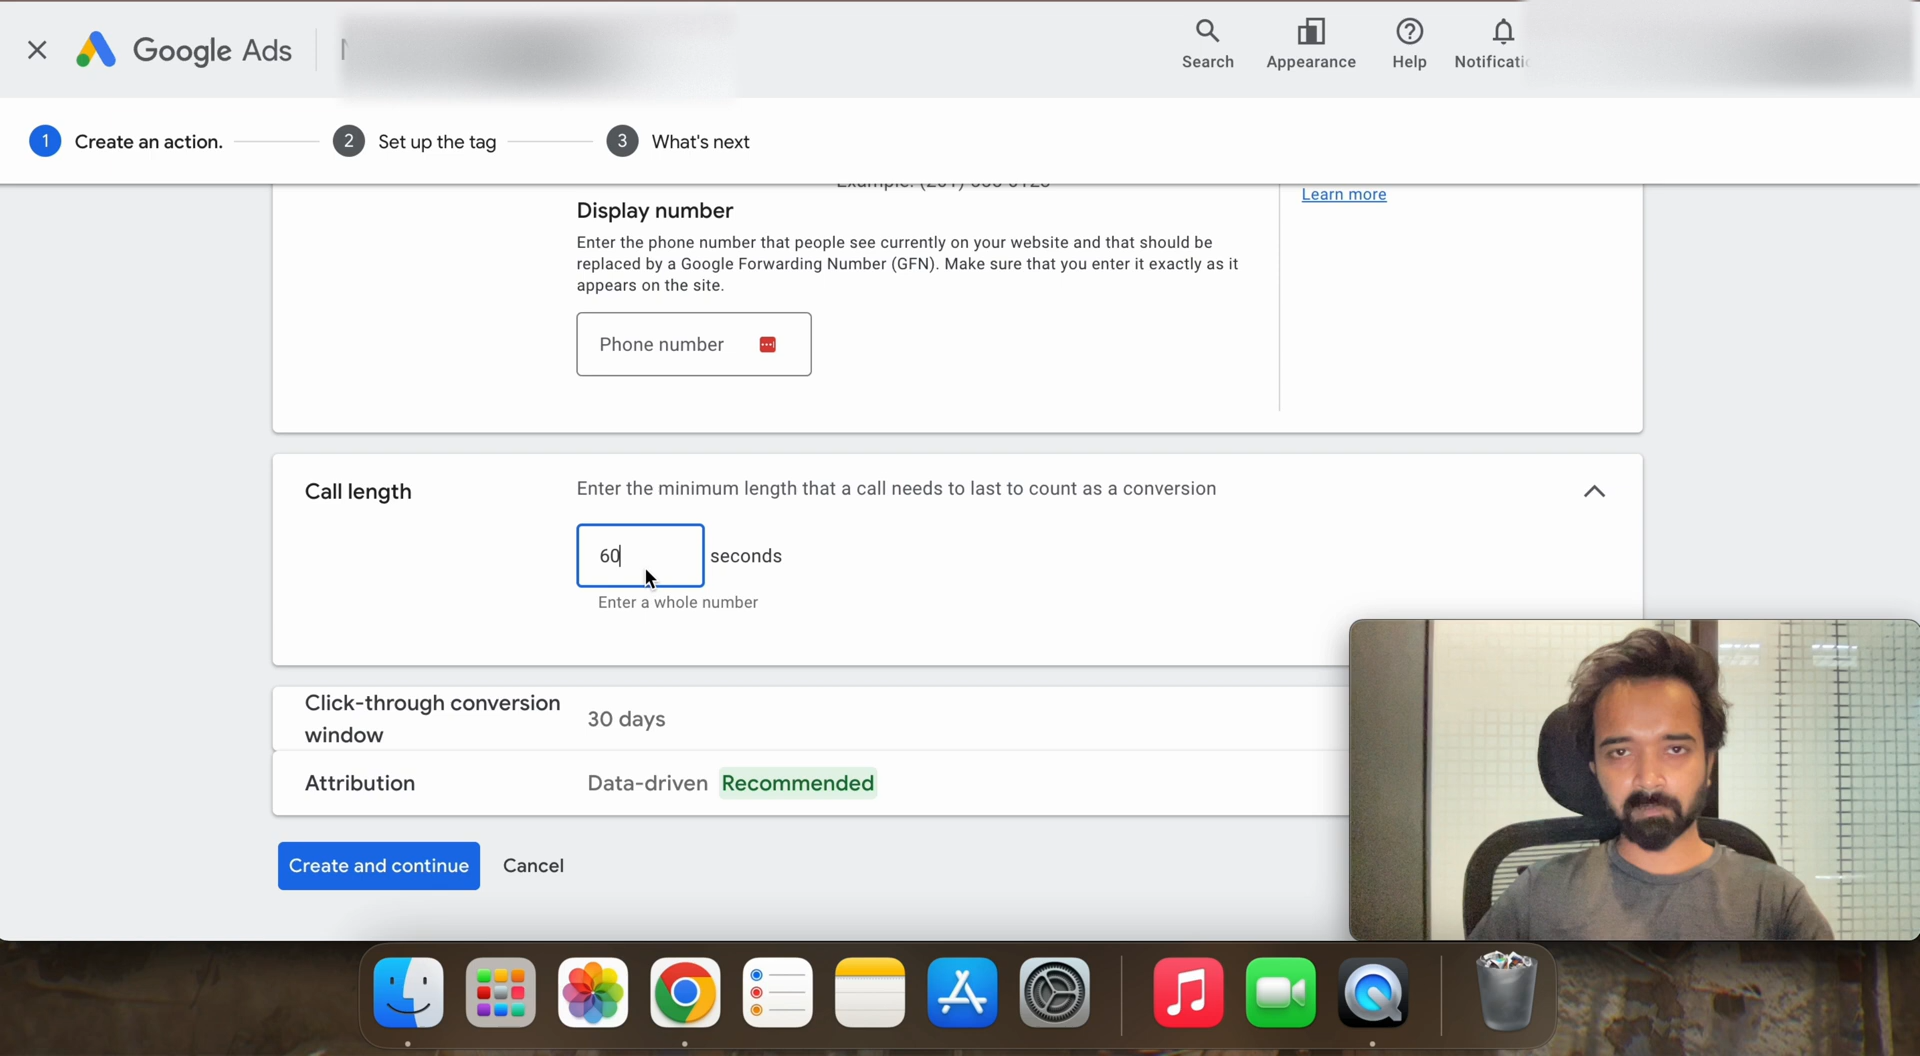 Google Ads
Search
Appearance
Help
Notificati
1 Create an action.
2 Set up the tag
3 What's next
Learn more
Display number
Enter the phone number that people see currently on your website and that should be
replaced by a Google Forwarding Number (GFN). Make sure that you enter it exactly as it
appears on the site.
Phone number
Call length
Enter the minimum length that a call needs to last to count as a conversion
60 seconds
Enter a whole number
Click-through conversion
window
30 days
Attribution
Data-driven Recommended
Create and continue
Cancel